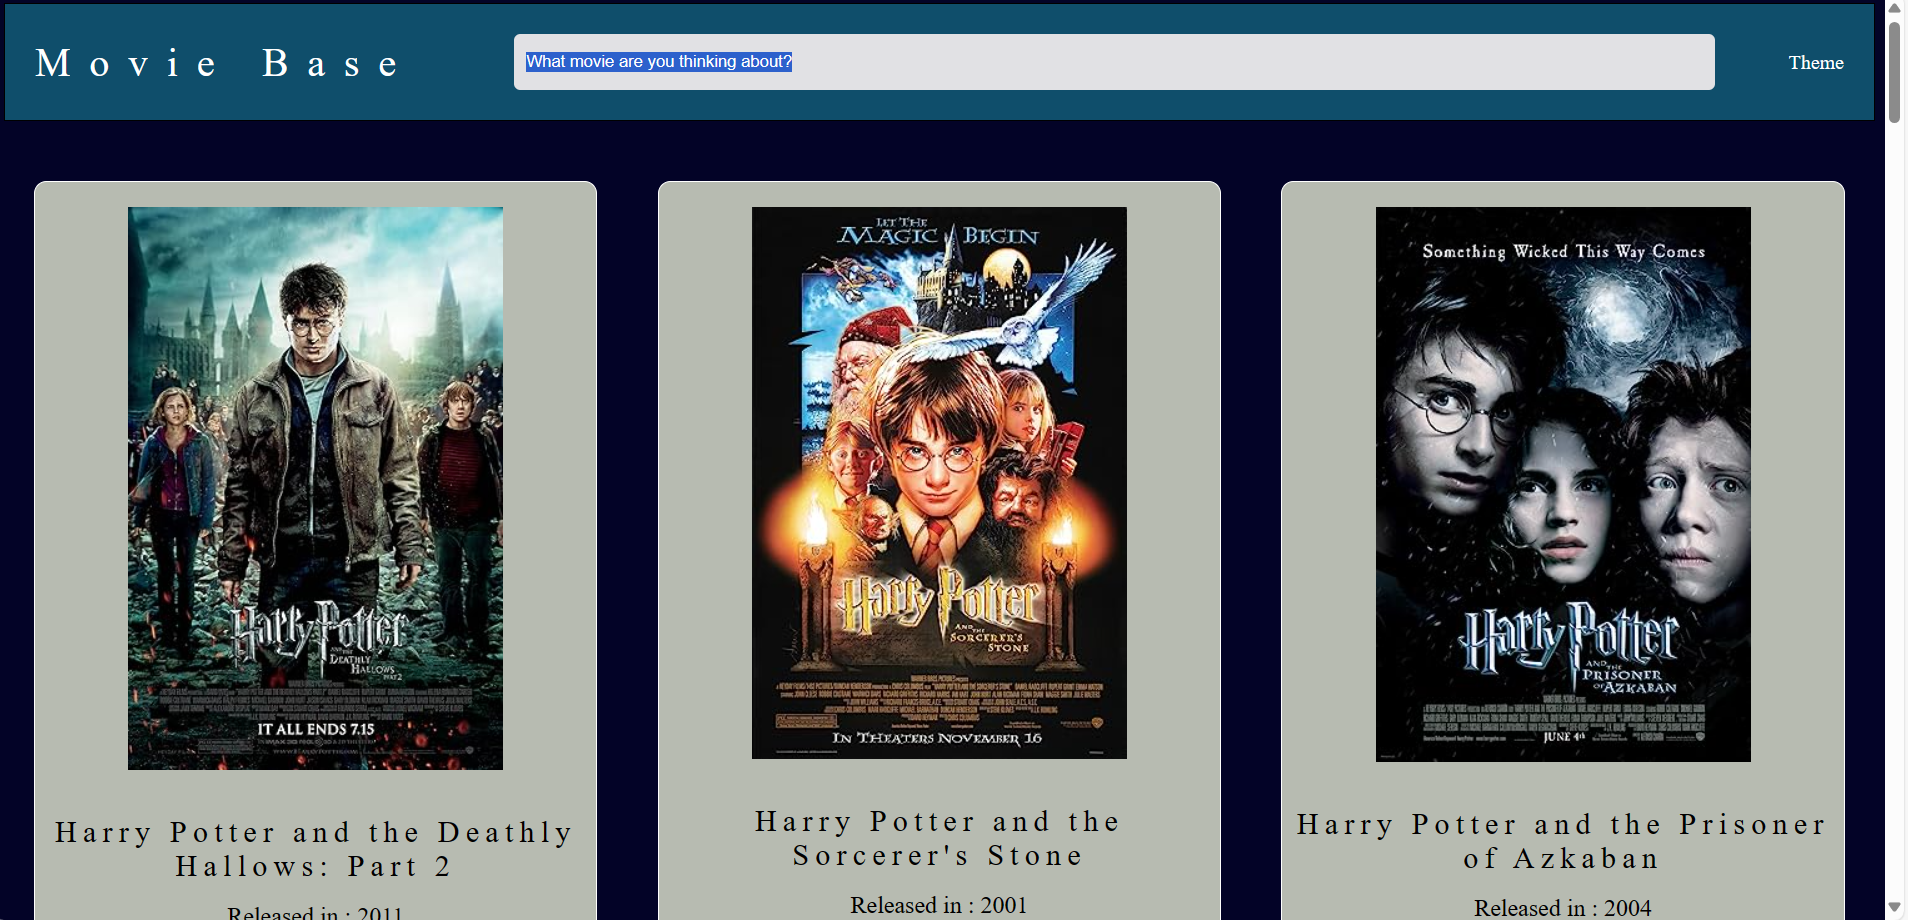 Movie Base
What movie are you thinking about?
Theme
Harry Potter
AND THE
DEATHLY
HALLOWS
PART 2
IT ALL ENDS 7.15
Harry Potter and the Deathly
Hallows: Part 2
Released in : 2011
LET THE
MAGIC BEGIN
Harry Potter
AND THE
SORCERER'S
STONE
IN THEATERS NOVEMBER 16
Harry Potter and the
Sorcerer's Stone
Released in : 2001
Something Wicked This Way Comes
Harry Potter
AND THE
PRISONER
OF AZKABAN
JUNE 4th
Harry Potter and the Prisoner
of Azkaban
Released in : 2004